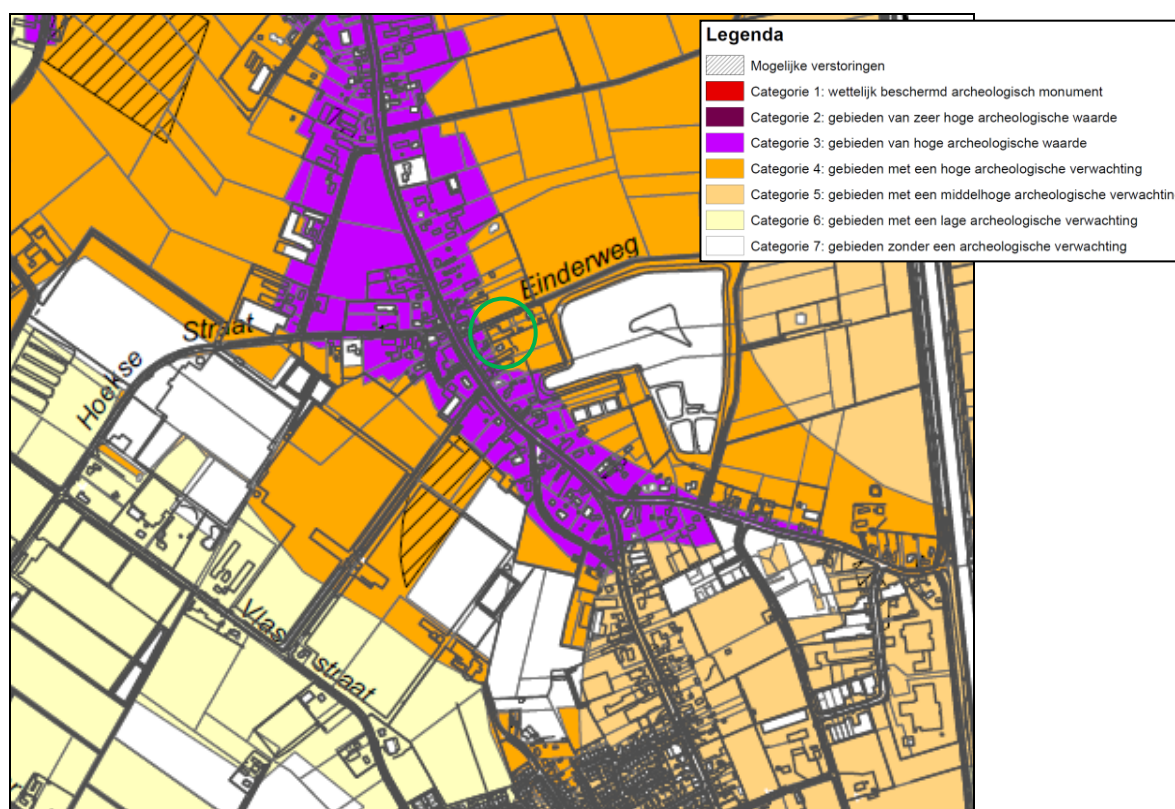 Legenda
Mogelijke verstoringen
Categorie 1: wettelijk beschermd archeologisch monument
Categorie 2: gebieden van zeer hoge archeologische waarde
Categorie 3: gebieden van hoge archeologische waarde
Categorie 4: gebieden met een hoge archeologische verwachting
Categorie 5: gebieden met een middelhoge archeologische verwachtin
Categorie 6: gebieden met een lage archeologische verwachting
Categorie 7: gebieden zonder een archeologische verwachting
Einderweg
Hoekse Straat
Vlas straat